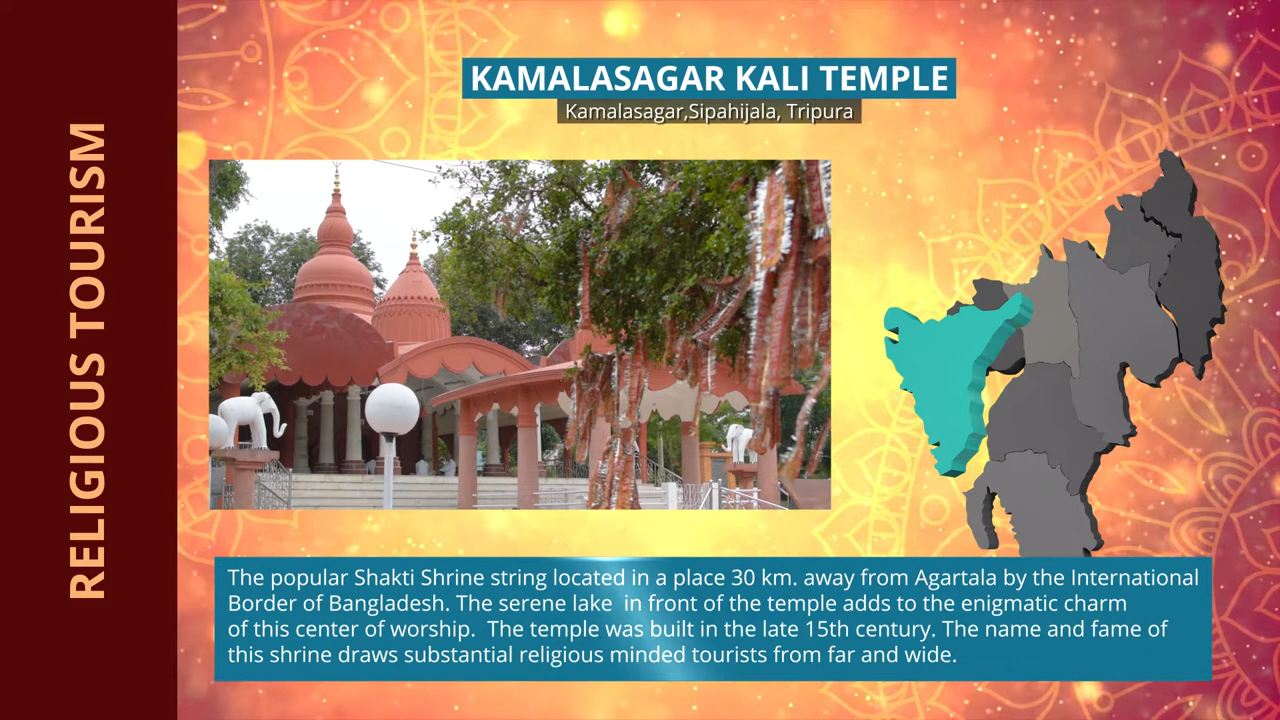 RELIGIOUS TOURISM
KAMALASAGAR KALI TEMPLE
Kamalasagar,Sipahijala, Tripura
The popular Shakti Shrine string located in a place 30 km. away from Agartala by the International
Border of Bangladesh. The serene lake  in front of the temple adds to the enigmatic charm
of this center of worship.  The temple was built in the late 15th century. The name and fame of
this shrine draws substantial religious minded tourists from far and wide.